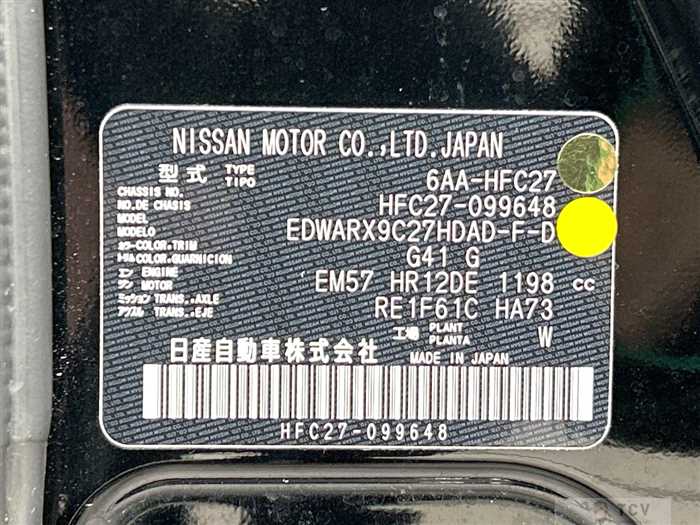 NISSAN MOTOR CO.,LTD.JAPAN
型式 TYPE TIPO 6AA-HFC27
CHASSIS NO. NO.DE CHASIS HFC27-099648
MODEL MODELO EDWARX9C27HDAD-F-D
カラー COLOR.TRIM トリム COLOR.GUARNICION G41 G
エンジン ENGINE MOTOR EM57 HR12DE 1198 cc
ミッション TRANS.,AXLE アクスル TRANS.,EJE RE1F61C HA73
工場 PLANT PLANTA W
日産自動車株式会社 MADE IN JAPAN
HFC27-099648
TCV